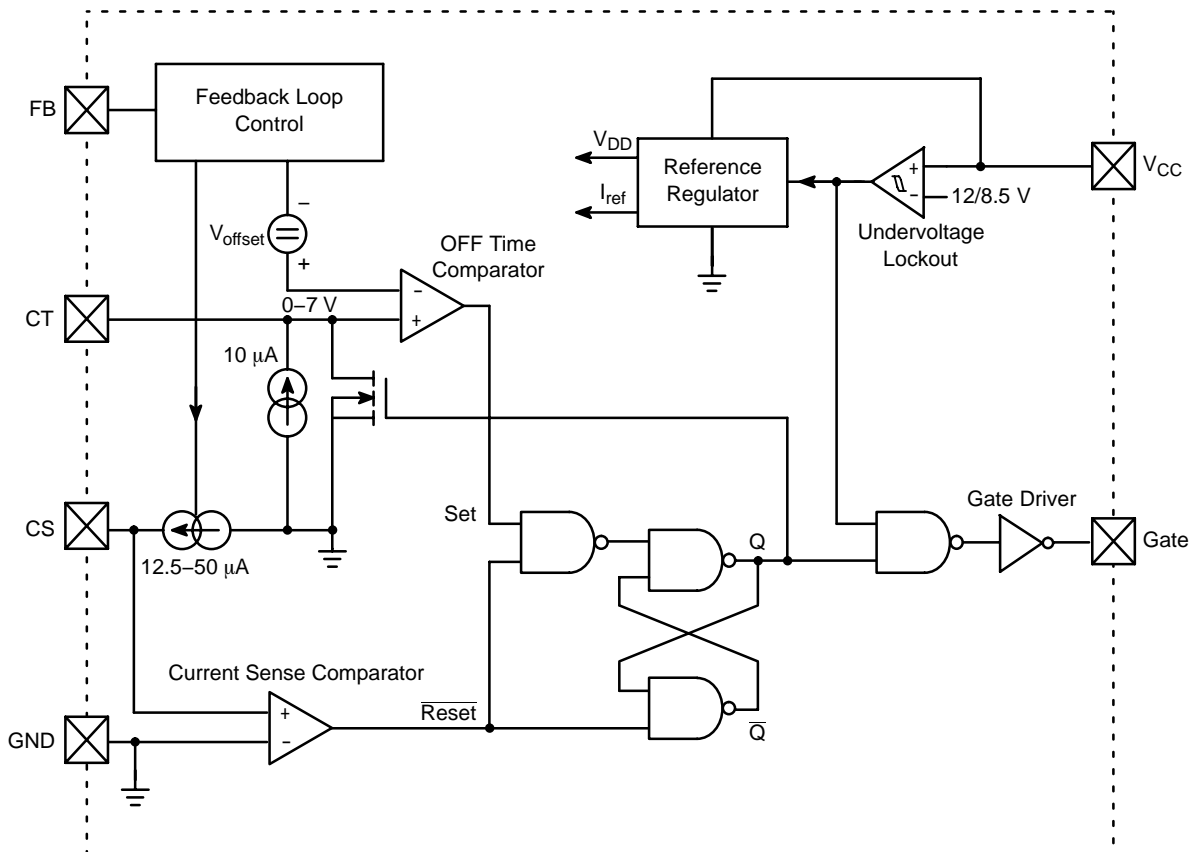 FB
Feedback Loop
Control
V_DD
I_ref
Reference
Regulator
+
−
12/8.5 V
V_CC
Undervoltage
Lockout
−
V_offset
+
OFF Time
Comparator
CT
0−7 V
−
+
10 μA
CS
12.5−50 μA
Set
Q
Gate Driver
Gate
Current Sense Comparator
+
−
R̅e̅s̅e̅t̅
Q̅
GND